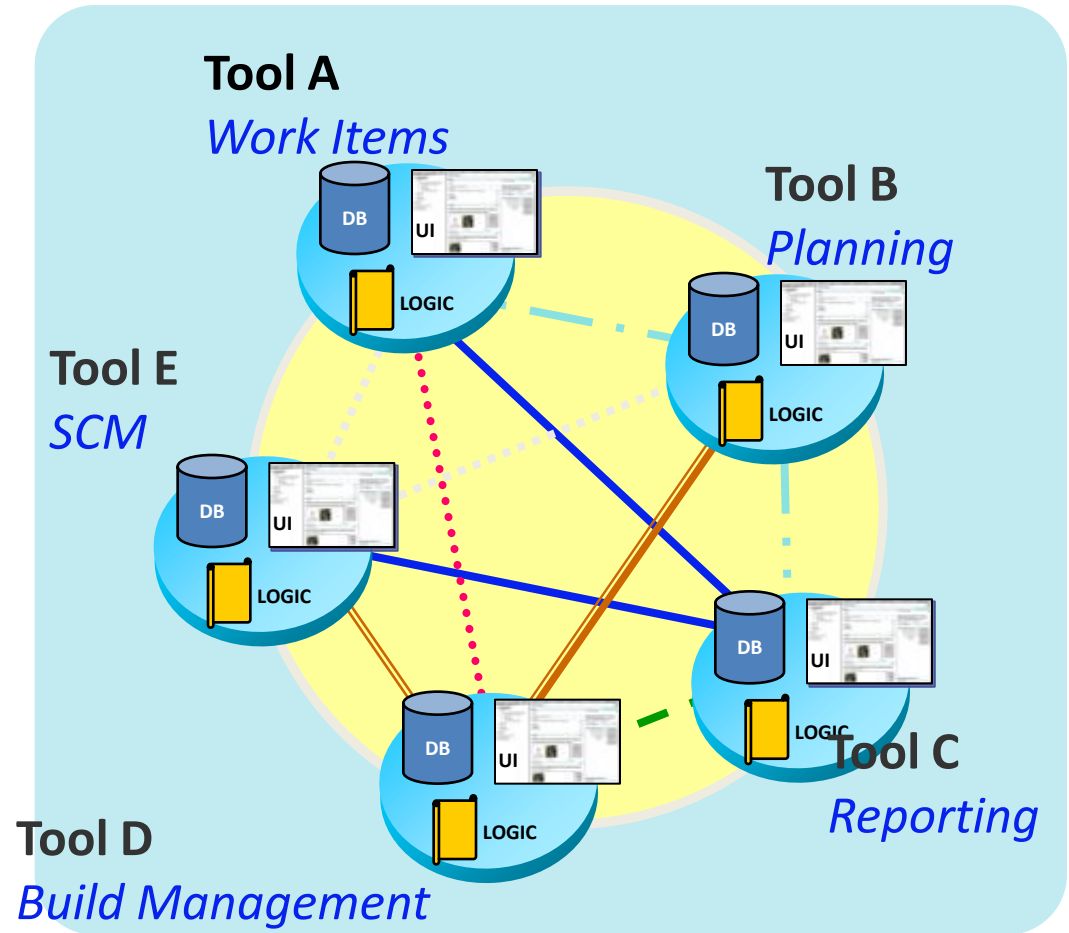 Tool A
Work Items
DB
UI
LOGIC
Tool B
Planning
DB
UI
LOGIC
Tool E
SCM
DB
UI
LOGIC
DB
UI
LOGIC
Tool C
Reporting
DB
UI
LOGIC
Tool D
Build Management